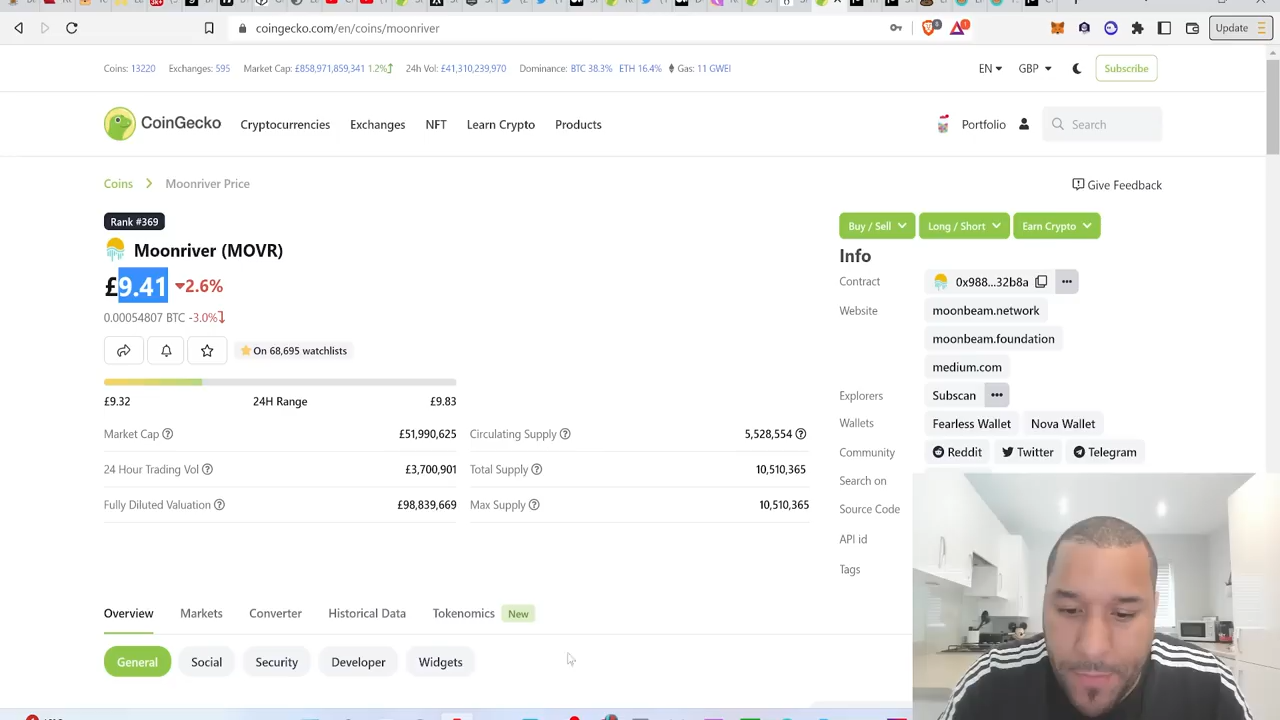 coingecko.com/en/coins/moonriver
Update
Coins: 13220 Exchanges: 595 Market Cap: £858,971,859,341 1.2% 24h Vol: £41,310,239,970 Dominance: BTC 38.3% ETH 16.4% Gas: 11 GWEI
EN GBP Subscribe
CoinGecko Cryptocurrencies Exchanges NFT Learn Crypto Products Portfolio Search
Coins Moonriver Price Give Feedback
Rank #369
Buy / Sell Long / Short Earn Crypto
Moonriver (MOVR)
£9.41 2.6%
0.00054807 BTC -3.0%
On 68,695 watchlists
£9.32 24H Range £9.83
Market Cap £51,990,625 Circulating Supply 5,528,554
24 Hour Trading Vol £3,700,901 Total Supply 10,510,365
Fully Diluted Valuation £98,839,669 Max Supply 10,510,365
Info
Contract 0x988...32b8a
Website moonbeam.network
moonbeam.foundation
medium.com
Explorers Subscan
Wallets Fearless Wallet Nova Wallet
Community Reddit Twitter Telegram
Search on
Source Code
API id
Tags
Overview Markets Converter Historical Data Tokenomics New
General Social Security Developer Widgets